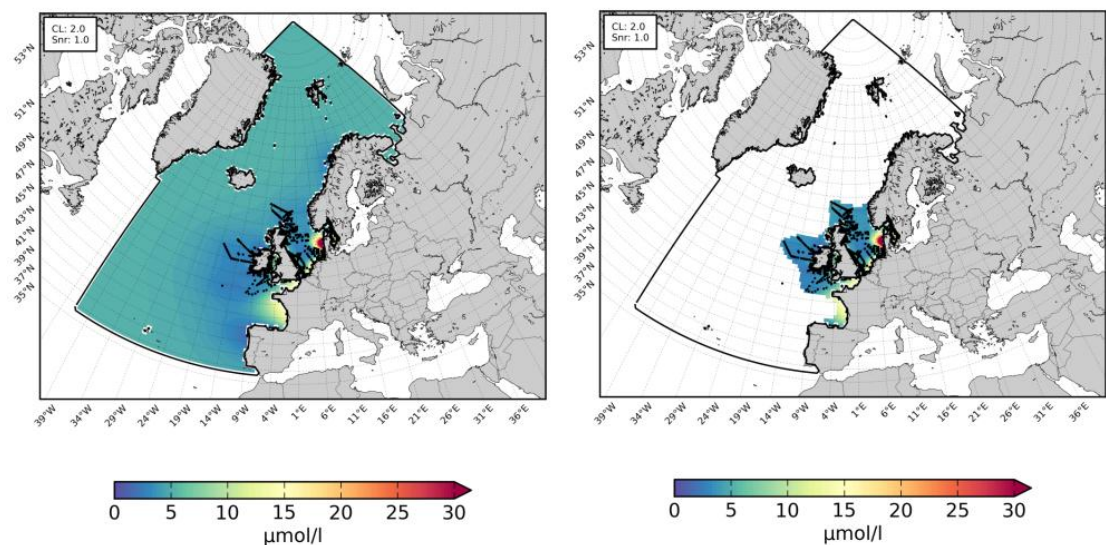 CL: 2.0
Snr: 1.0
53°N
51°N
49°N
47°N
45°N
43°N
41°N
39°N
37°N
35°N
39°W
34°W
29°W
24°W
19°W
14°W
9°W
4°W
1°E
6°E
11°E
16°E
21°E
26°E
31°E
36°E
0 5 10 15 20 25 30
μmol/l
CL: 2.0
Snr: 1.0
53°N
51°N
49°N
47°N
45°N
43°N
41°N
39°N
37°N
35°N
39°W
34°W
29°W
24°W
19°W
14°W
9°W
4°W
1°E
6°E
11°E
16°E
21°E
26°E
31°E
36°E
0 5 10 15 20 25 30
μmol/l